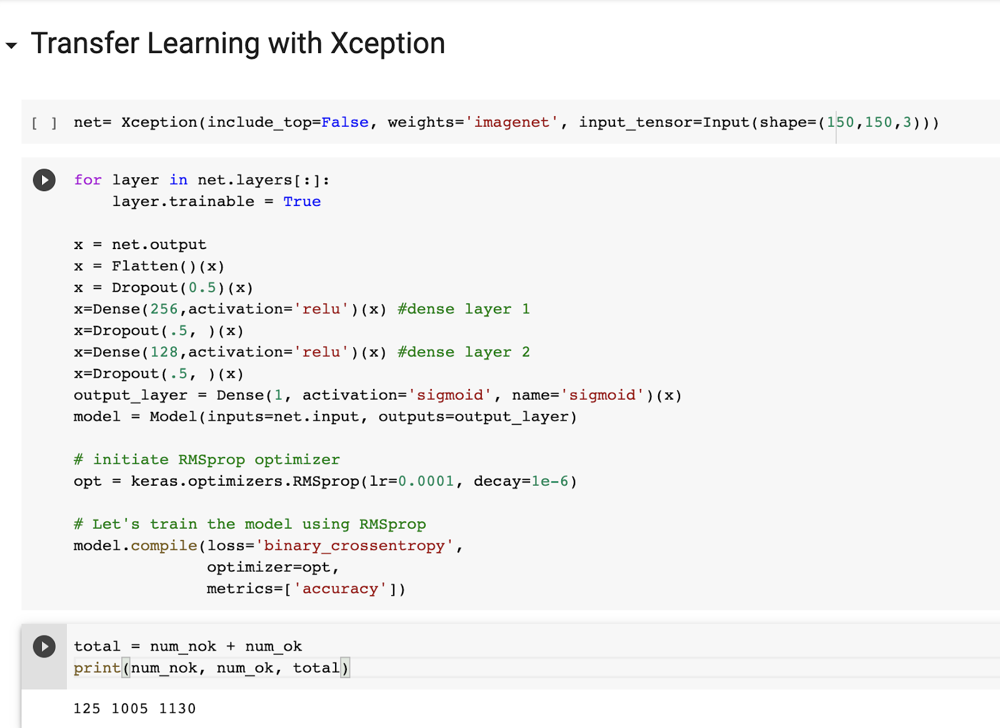 Transfer Learning with Xception
[ ] net= Xception(include_top=False, weights='imagenet', input_tensor=Input(shape=(150,150,3)))
for layer in net.layers[:]:
    layer.trainable = True
x = net.output
x = Flatten()(x)
x = Dropout(0.5)(x)
x=Dense(256,activation='relu')(x) #dense layer 1
x=Dropout(.5, )(x)
x=Dense(128,activation='relu')(x) #dense layer 2
x=Dropout(.5, )(x)
output_layer = Dense(1, activation='sigmoid', name='sigmoid')(x)
model = Model(inputs=net.input, outputs=output_layer)
# initiate RMSprop optimizer
opt = keras.optimizers.RMSprop(lr=0.0001, decay=1e-6)
# Let's train the model using RMSprop
model.compile(loss='binary_crossentropy',
              optimizer=opt,
              metrics=['accuracy'])
total = num_nok + num_ok
print(num_nok, num_ok, total)
125 1005 1130